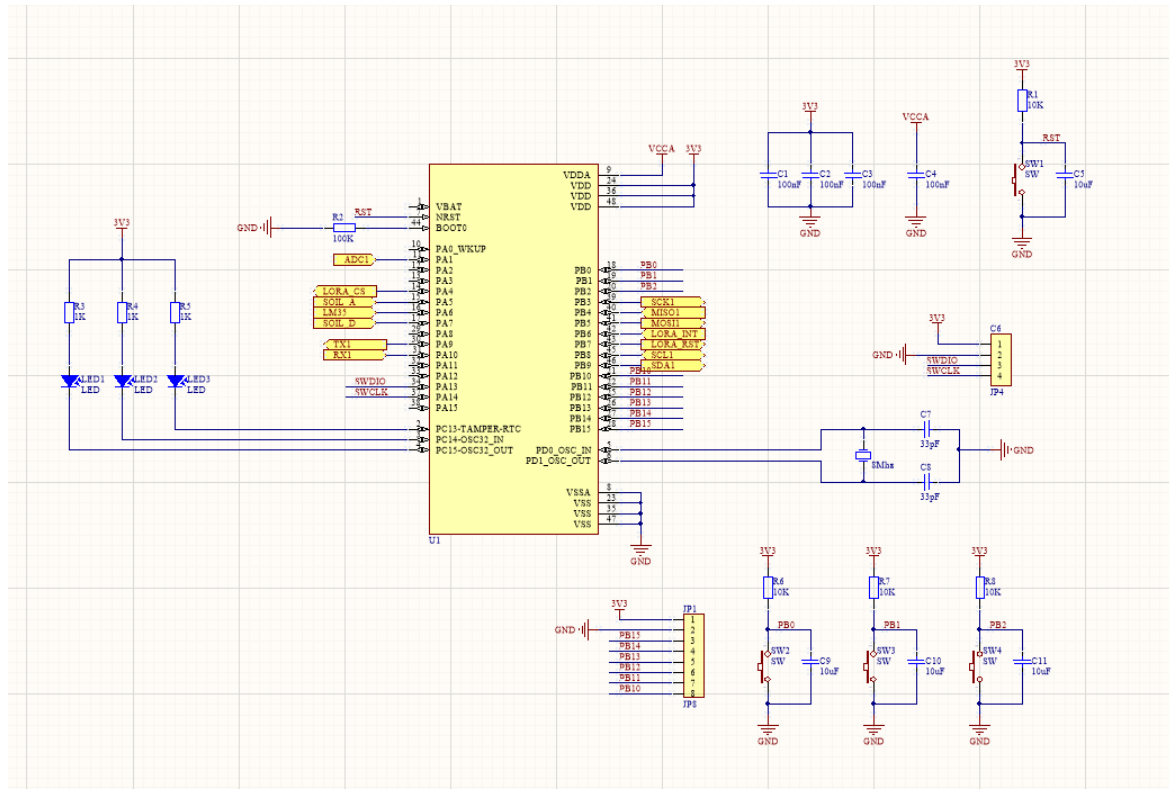 3V3
R1
10K
RST
SW1
SW
C5
10uF
GND
3V3
C1
100nF
C2
100nF
C3
100nF
GND
VCCA
C4
100nF
GND
VCCA
3V3
VDDA 9
VDD 24
VDD 36
VDD 48
RST
R2
100K
GND
1 VBAT
NRST
44 BOOT0
10 PA0_WKUP
ADC1 PA1
PA2
PA3
LORA_CS PA4
SOIL_A PA5
LM35 PA6
SOIL_D PA7
PA8
TX1 PA9
RX1 PA10
PA11
PA12
SWDIO PA13
SWCLK PA14
PA15
2 PC13-TAMPER-RTC
PC14-OSC32_IN
PC15-OSC32_OUT
PB0 18 PB0
PB1 PB1
PB2 PB2
PB3 SCK1
PB4 MISO1
PB5 MOSI1
PB6 LORA_INT
PB7 LORA_RST
PB8 SCL1
PB9 SDA1
PB10 PB10
PB11 PB11
PB12 PB12
PB13 PB13
PB14 PB14
PB15 PB15
PD0_OSC_IN
PD1_OSC_OUT
VSSA 8
VSS 23
VSS 35
VSS 47
GND
U1
3V3
R3
1K
R4
1K
R5
1K
LED1
LED
LED2
LED
LED3
LED
3V3
GND
SWDIO
SWCLK
C6
1
2
3
4
JP4
C7
33pF
8Mhz
C8
33pF
GND
3V3
GND
PB15
PB14
PB13
PB12
PB11
PB10
JP1
1
2
3
4
5
6
7
8
JP8
3V3
R6
10K
PB0
SW2
SW
C9
10uF
GND
3V3
R7
10K
PB1
SW3
SW
C10
10uF
GND
3V3
R8
10K
PB2
SW4
SW
C11
10uF
GND